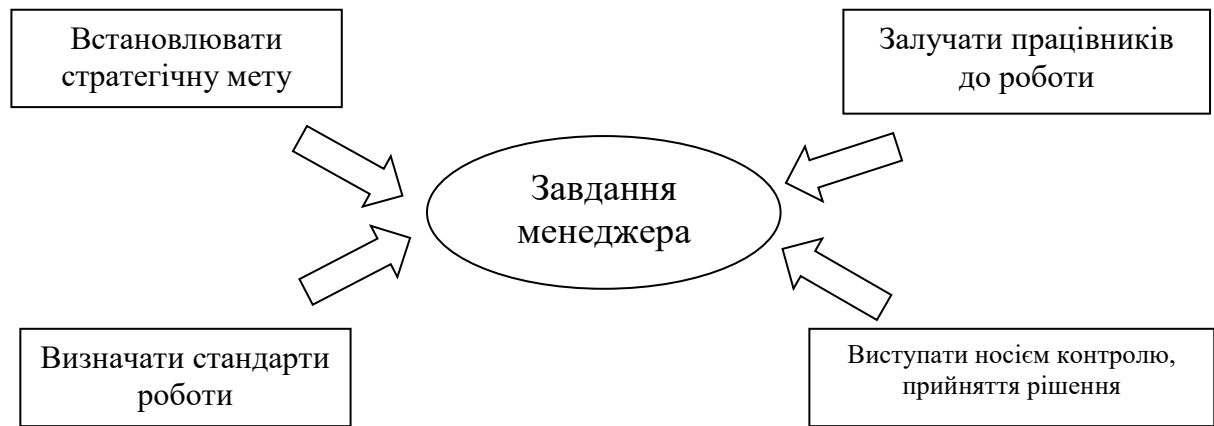 Встановлювати
стратегічну мету
Залучати працівників
до роботи
Завдання
менеджера
Визначати стандарти
роботи
Виступати носієм контролю,
прийняття рішення